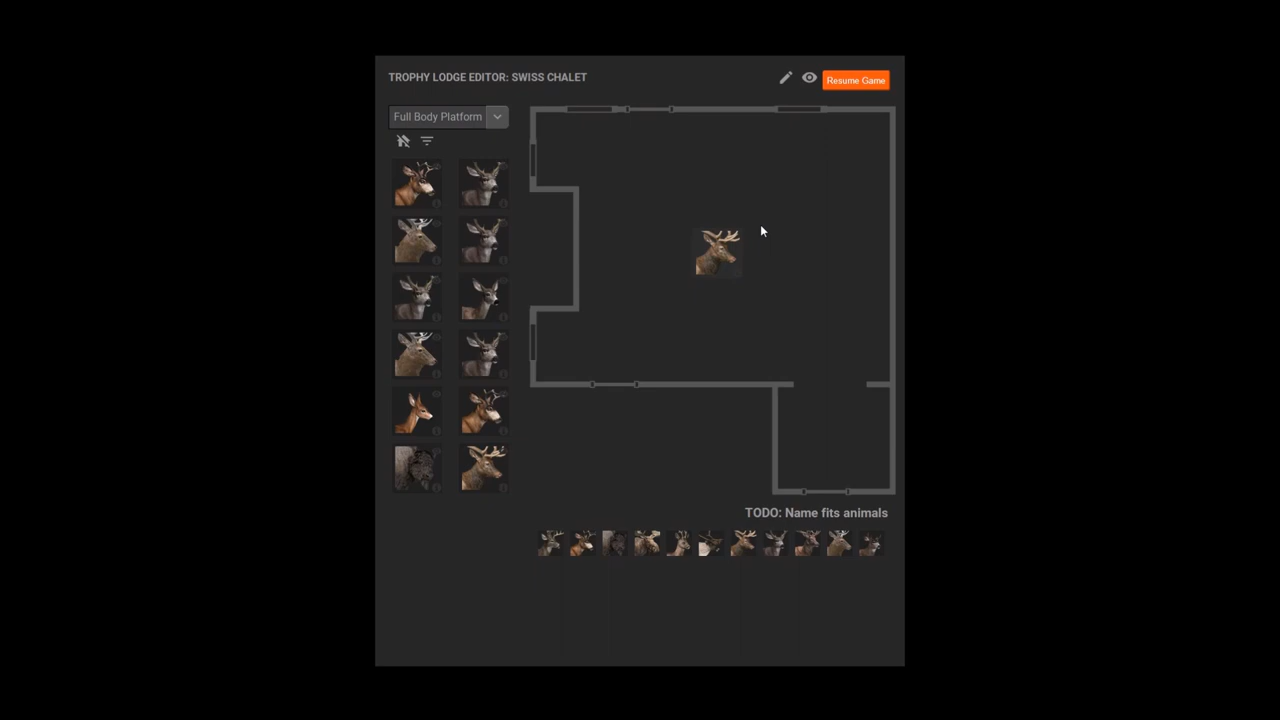 TROPHY LODGE EDITOR: SWISS CHALET
Resume Game
Full Body Platform
TODO: Name fits animals